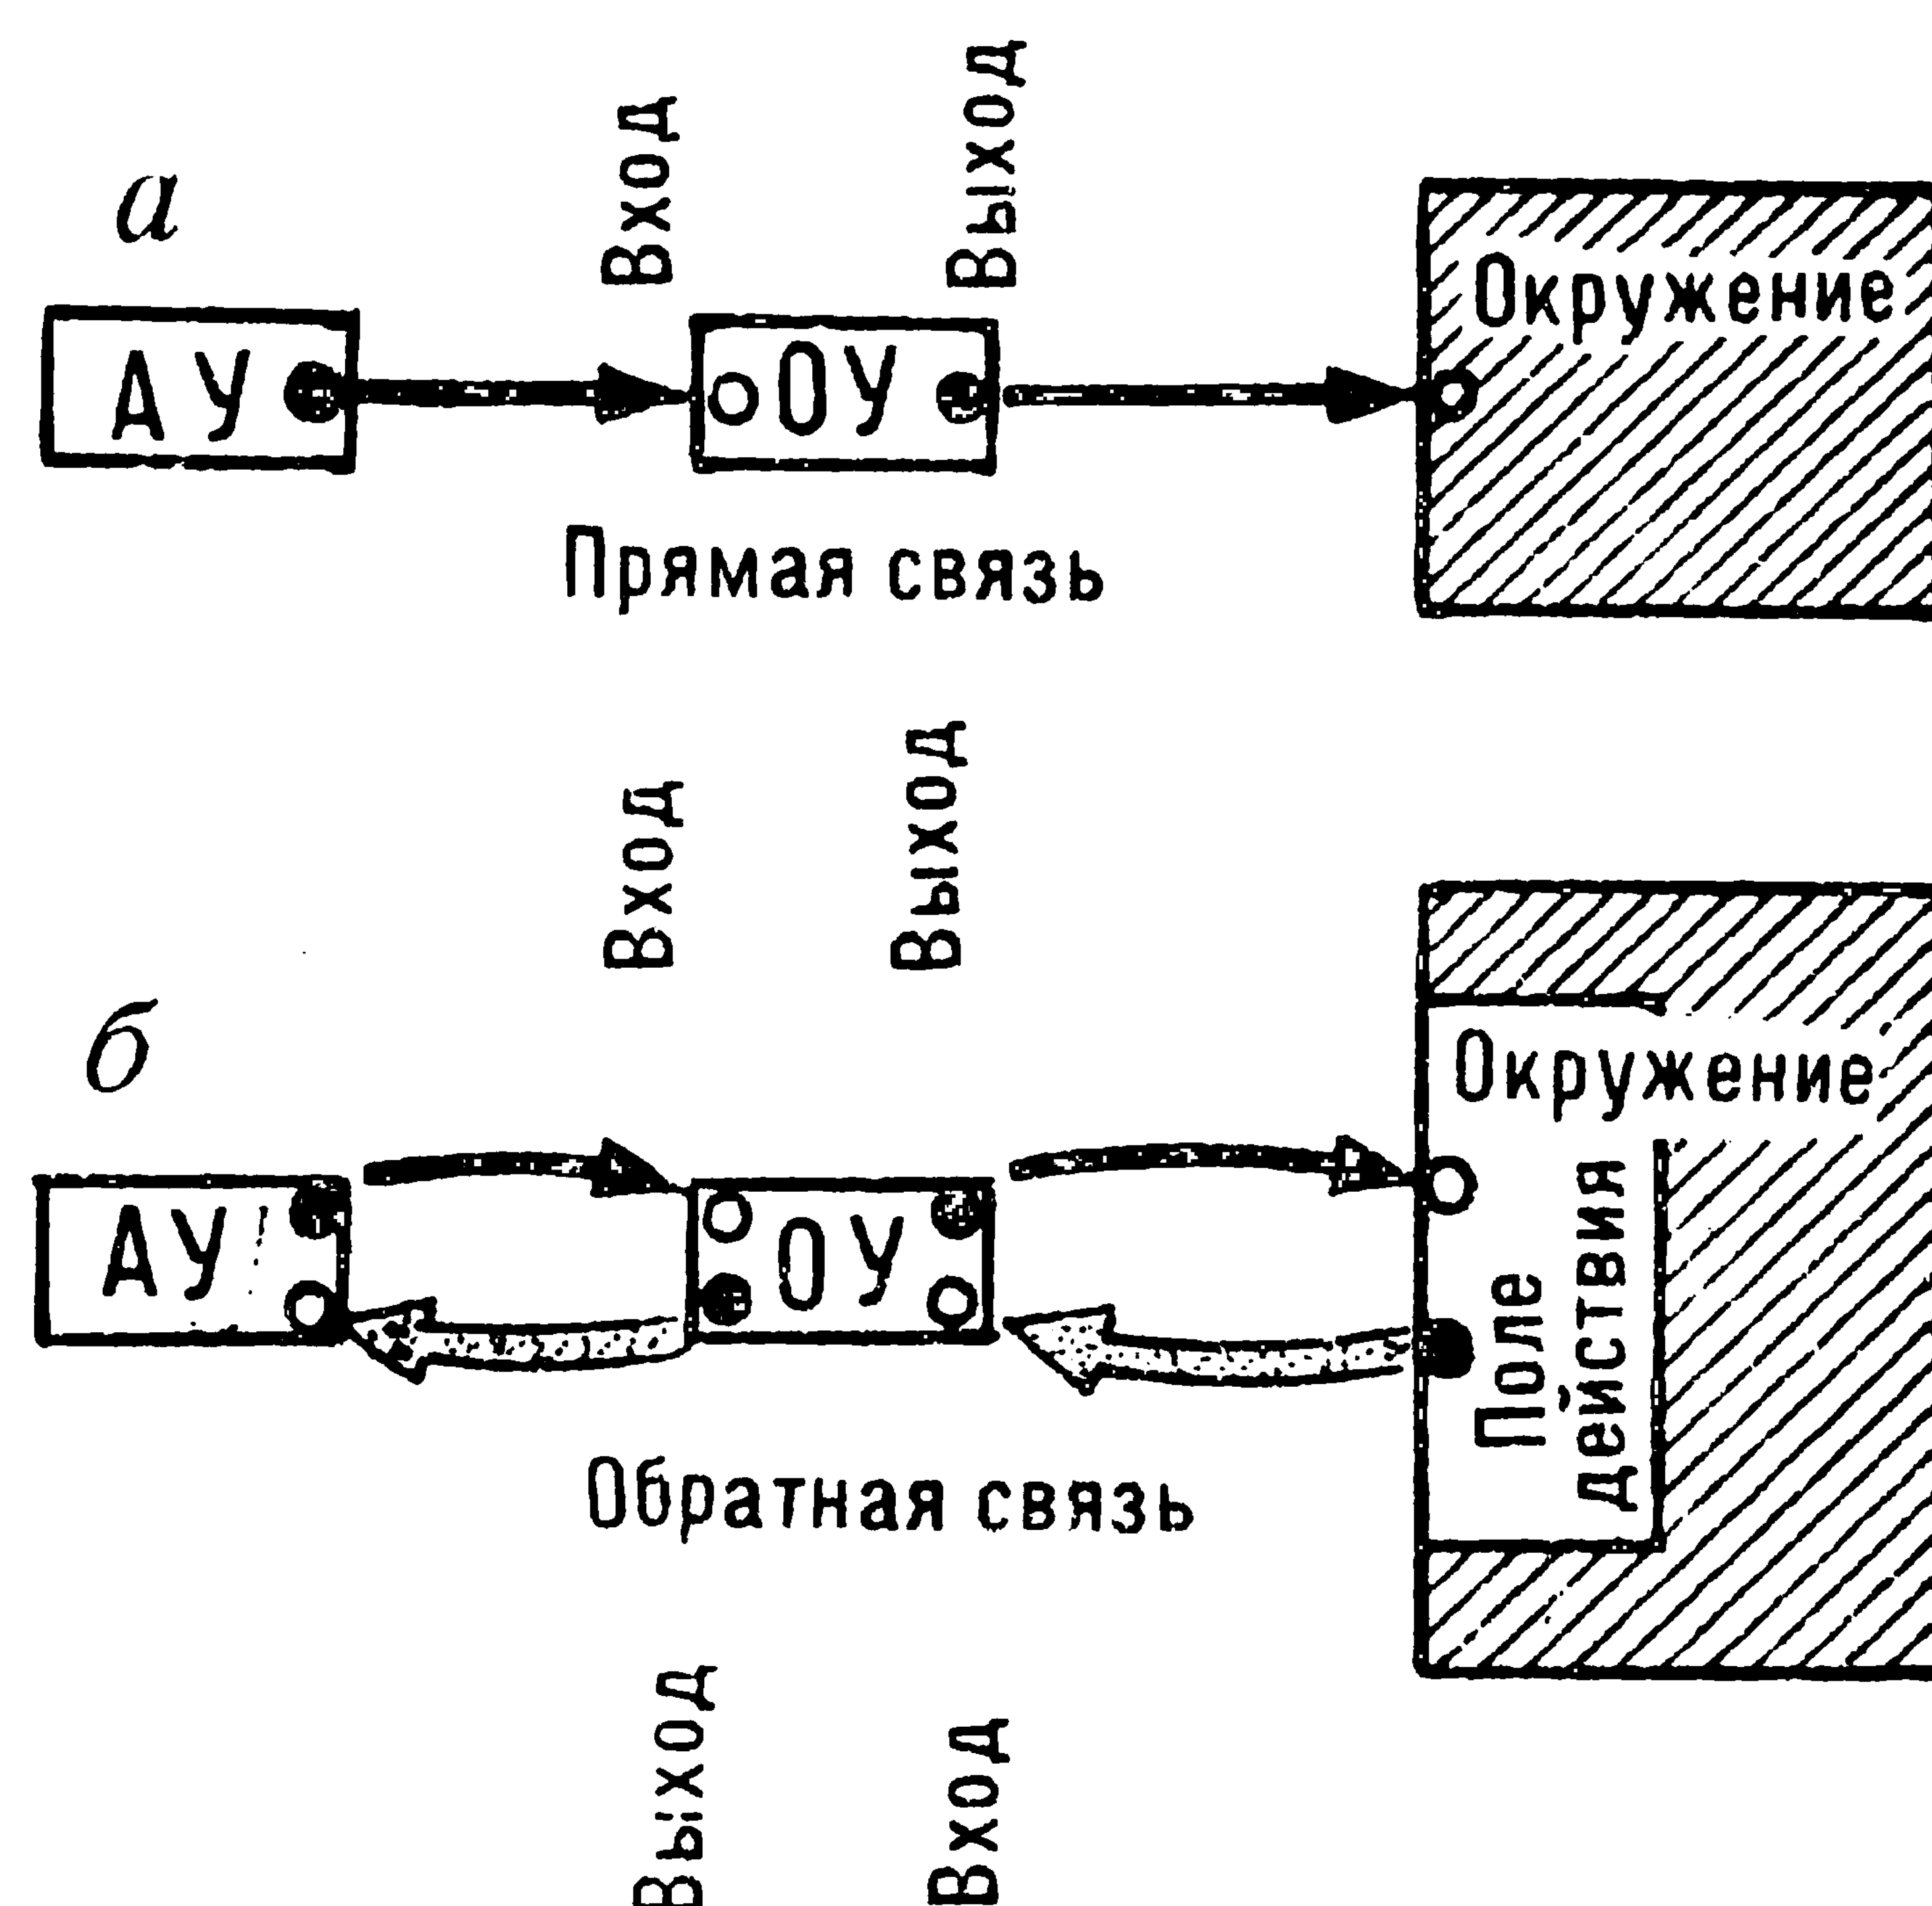 а
Вход
Выход
АУ
ОУ
Окружение
Прямая связь
б
Вход
Выход
АУ
ОУ
Окружение
Поле
действия
Обратная связь
Выход
Вход